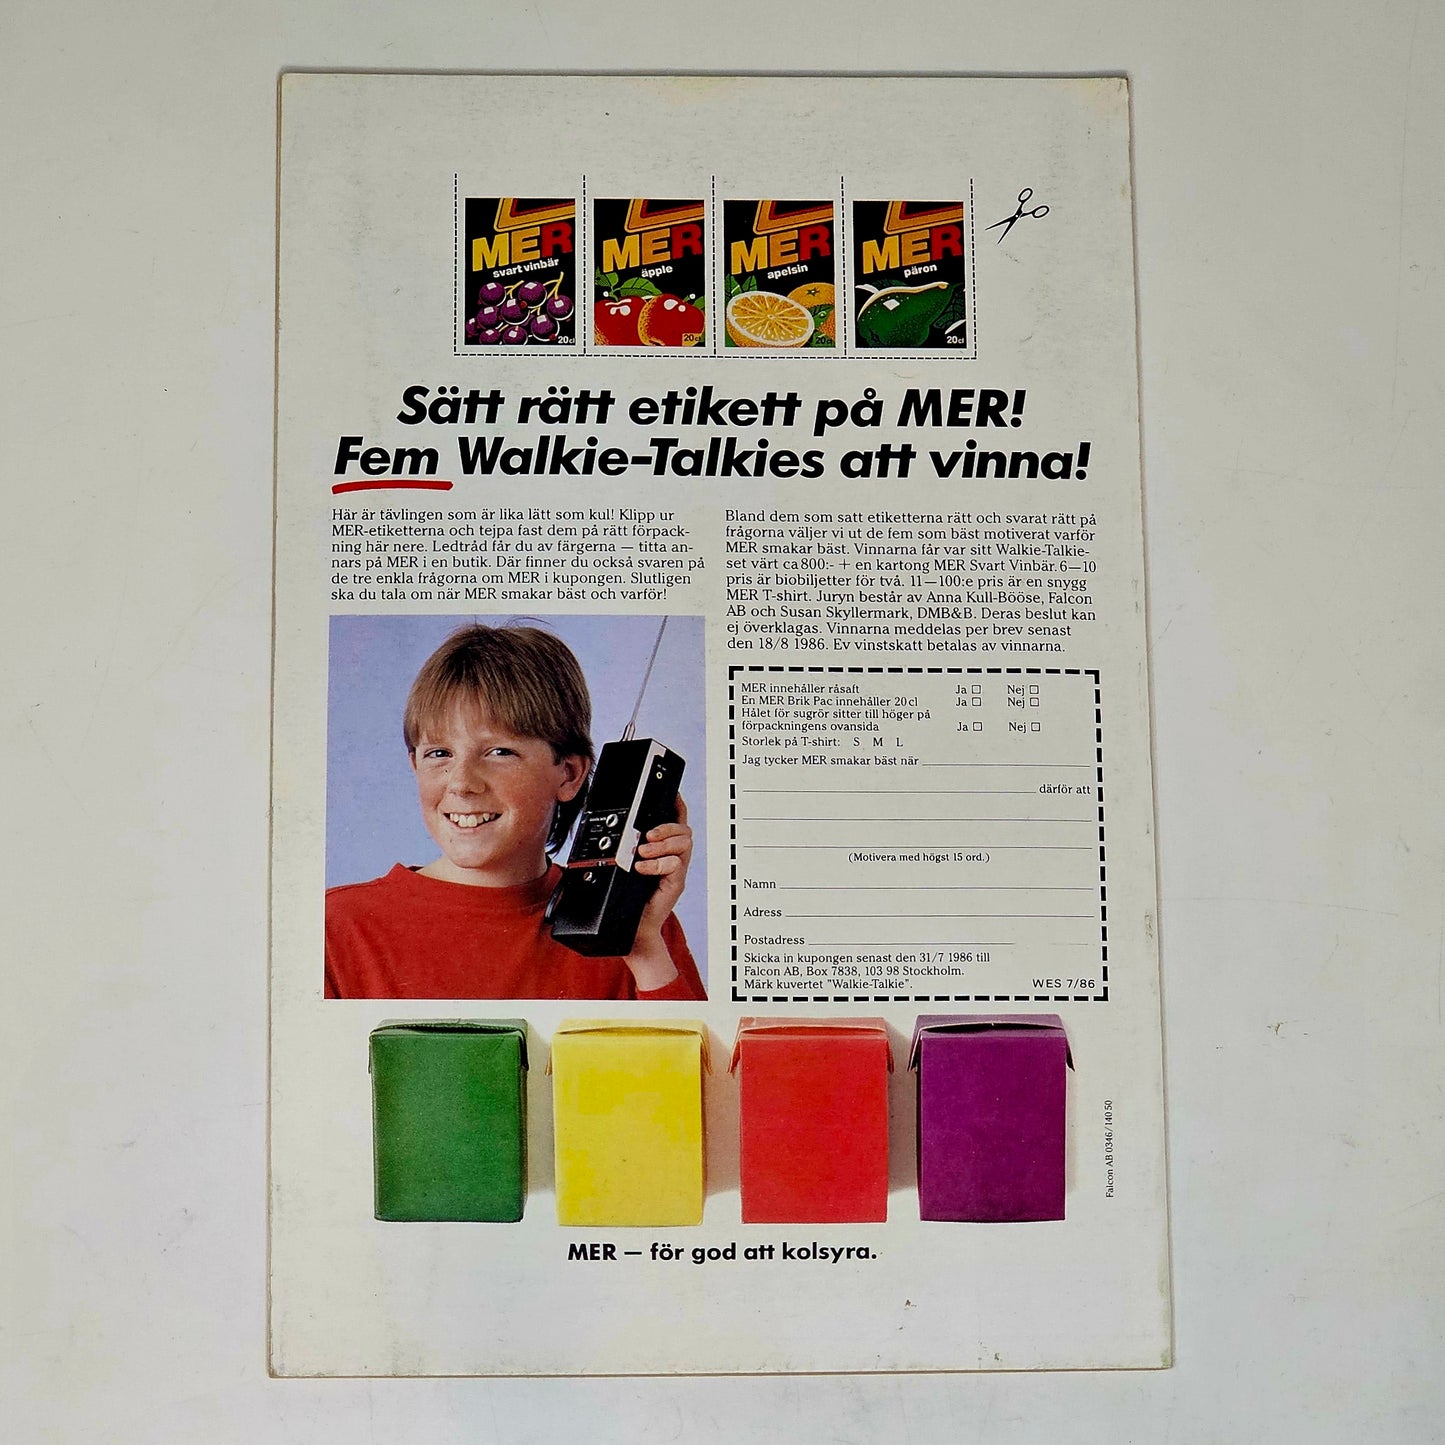 MER
svart vinbär
20cl
MER
äpple
20cl
MER
apelsin
20cl
MER
päron
20cl
Sätt rätt etikett på MER!
Fem Walkie-Talkies att vinna!
Här är tävlingen som är lika lätt som kul! Klipp ur
MER-etiketterna och tejpa fast dem på rätt förpack-
ning här nere. Ledtråd får du av färgerna — titta an-
nars på MER i en butik. Där finner du också svaren på
de tre enkla frågorna om MER i kupongen. Slutligen
ska du tala om när MER smakar bäst och varför!
Bland dem som satt etiketterna rätt och svarat rätt på
frågorna väljer vi ut de fem som bäst motiverat varför
MER smakar bäst. Vinnarna får var sitt Walkie-Talkie-
set värt ca 800:- + en kartong MER Svart Vinbär. 6—10
pris är biobiljetter för två. 11—100:e pris är en snygg
MER T-shirt. Juryn består av Anna Kull-Bööse, Falcon
AB och Susan Skyllermark, DMB&B. Deras beslut kan
ej överklagas. Vinnarna meddelas per brev senast
den 18/8 1986. Ev vinstskatt betalas av vinnarna.
MER innehåller råsaft Ja ☐ Nej ☐
En MER Brik Pac innehåller 20 cl Ja ☐ Nej ☐
Hålet för sugrör sitter till höger på
förpackningens ovansida Ja ☐ Nej ☐
Storlek på T-shirt: S M L
Jag tycker MER smakar bäst när
därför att
(Motivera med högst 15 ord.)
Namn
Adress
Postadress
Skicka in kupongen senast den 31/7 1986 till
Falcon AB, Box 7838, 103 98 Stockholm.
Märk kuvertet "Walkie-Talkie". WES 7/86
Falcon AB 0346/140 50
MER — för god att kolsyra.